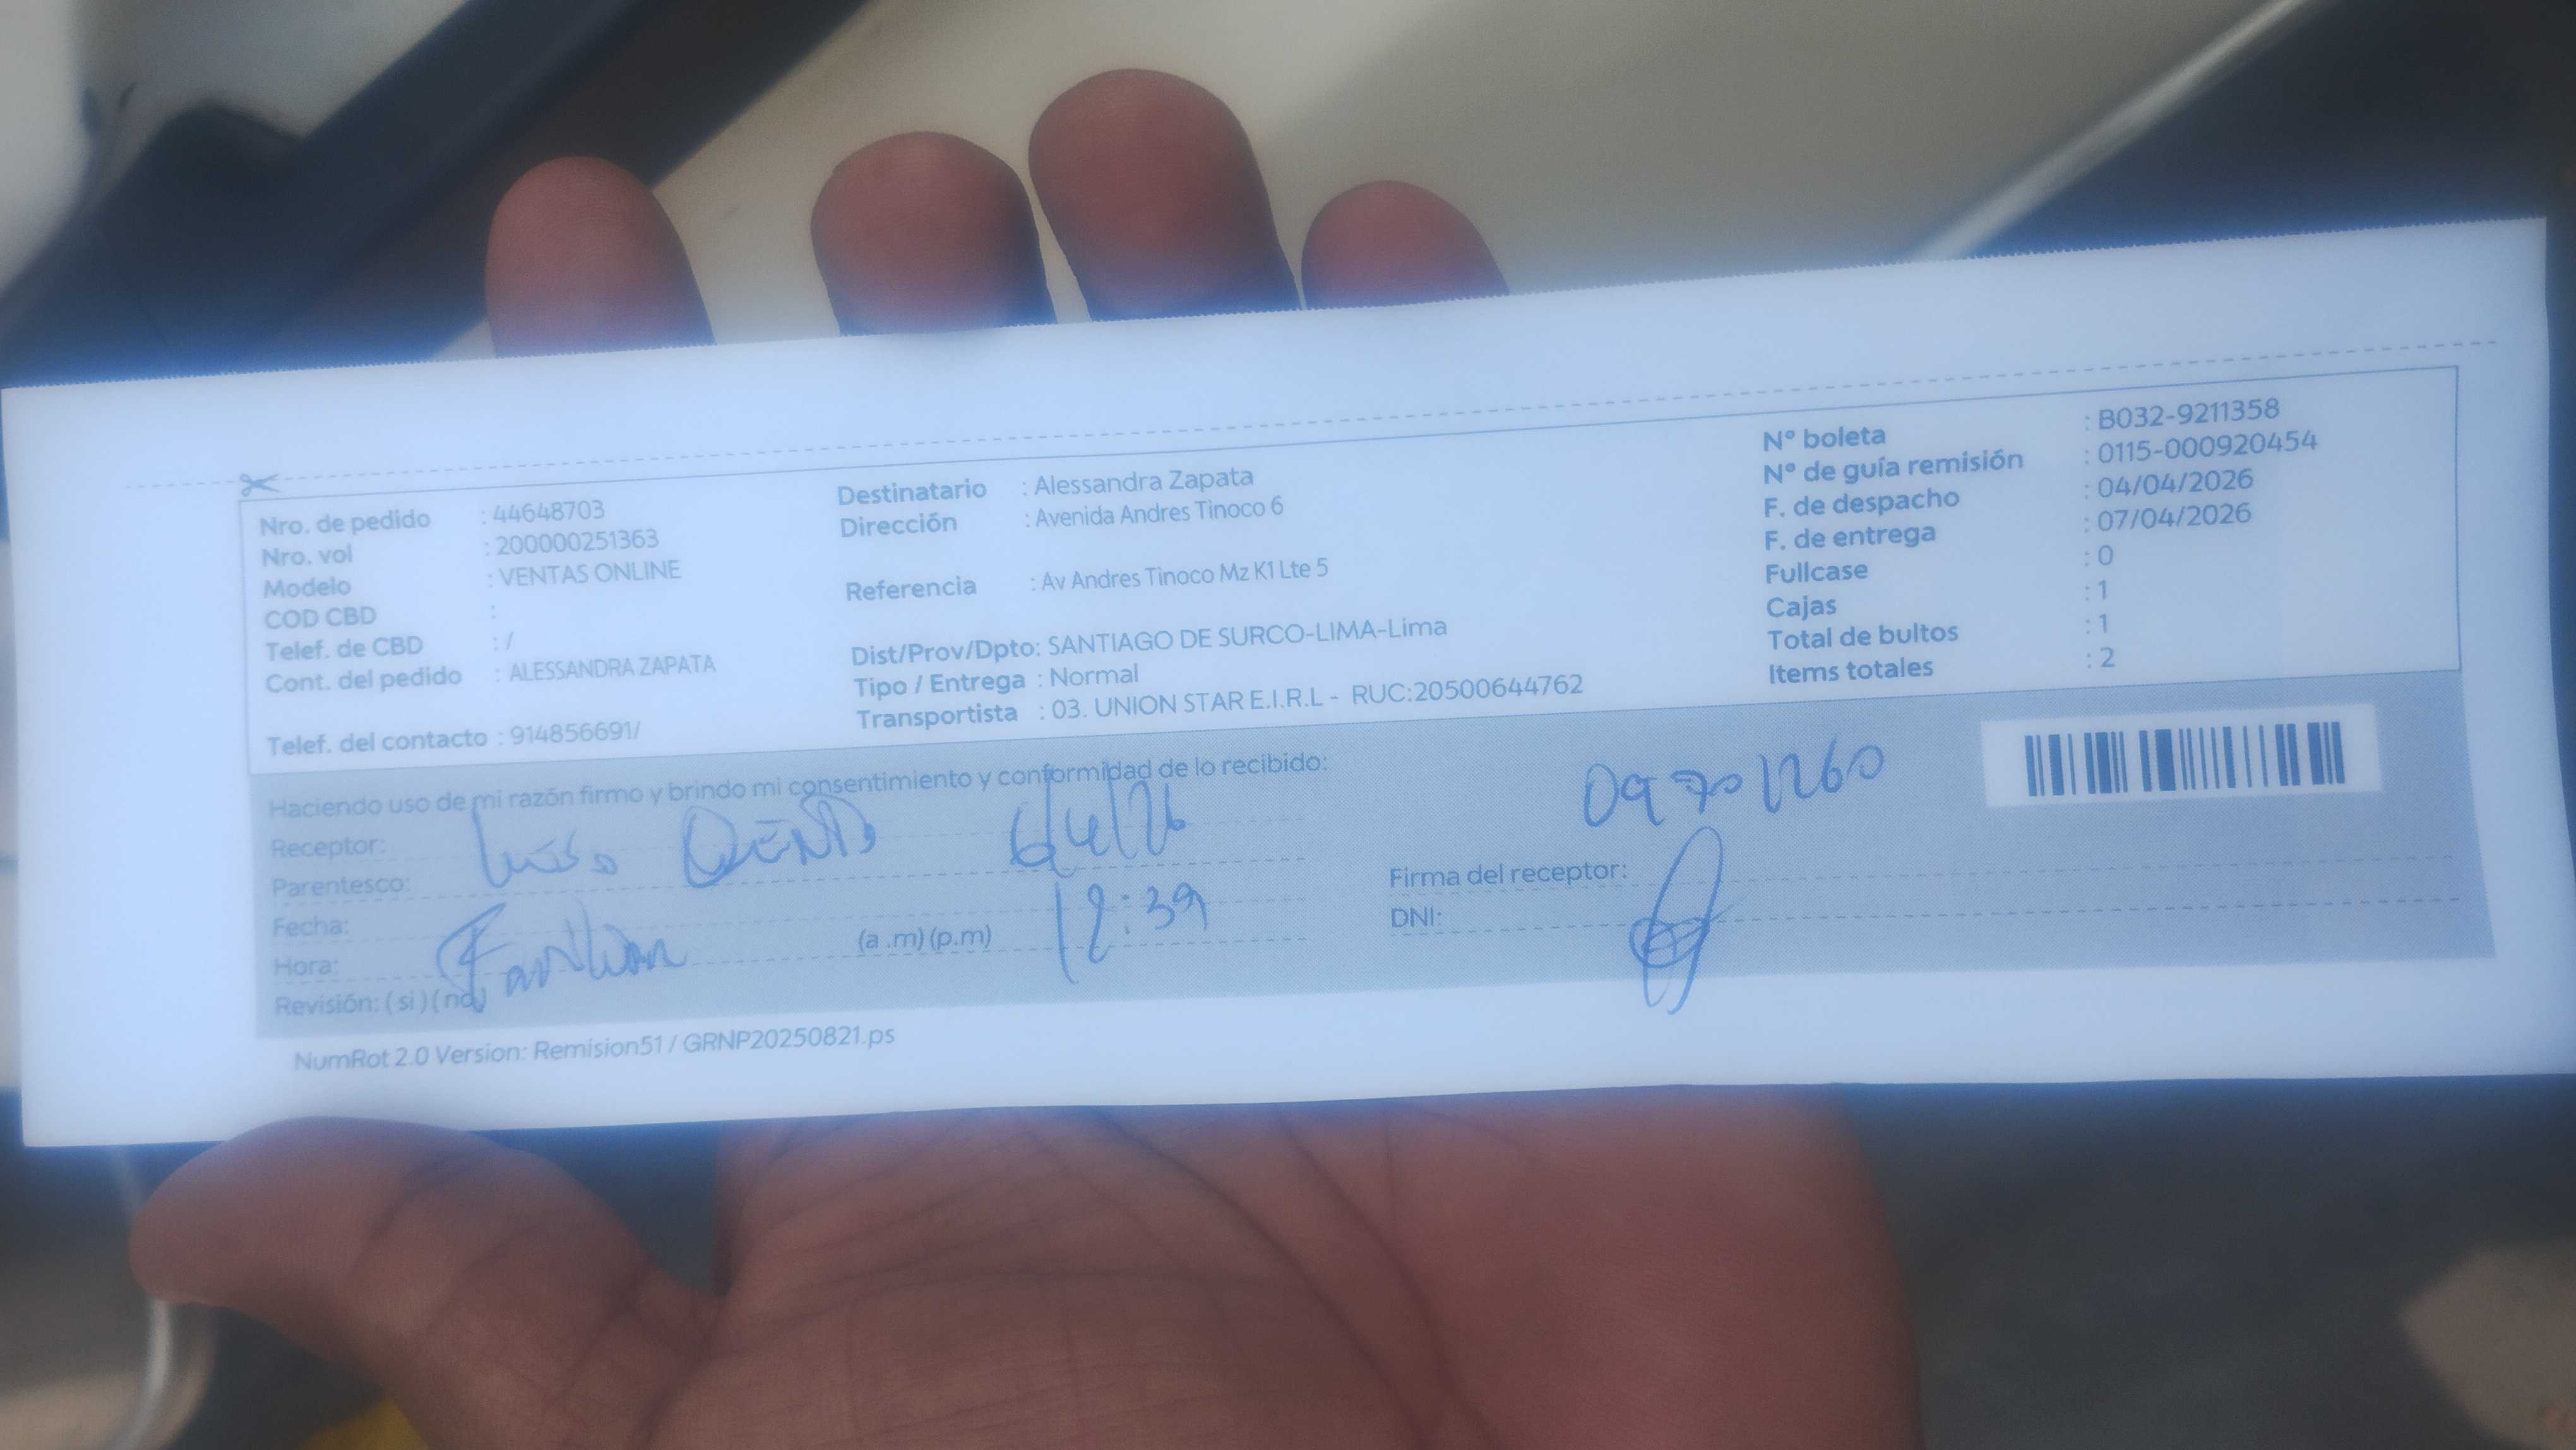 Nro. de pedido : 44648703
Nro. vol : 200000251363
Modelo : VENTAS ONLINE
COD CBD :
Telef. de CBD : /
Cont. del pedido : ALESSANDRA ZAPATA
Telef. del contacto : 914856691/
Destinatario : Alessandra Zapata
Dirección : Avenida Andres Tinoco 6
Referencia : Av Andres Tinoco Mz K1 Lte 5
Dist/Prov/Dpto: SANTIAGO DE SURCO-LIMA-Lima
Tipo / Entrega : Normal
Transportista : 03. UNION STAR E.I.R.L - RUC:20500644762
N° boleta : B032-9211358
N° de guía remisión : 0115-000920454
F. de despacho : 04/04/2026
F. de entrega : 07/04/2026
Fullcase : 0
Cajas : 1
Total de bultos : 1
Items totales : 2
Haciendo uso de mi razón firmo y brindo mi consentimiento y conformidad de lo recibido:
Receptor:
Parentesco: 6/4/26
Fecha:
Hora: (a .m) (p.m) 12:39
Revisión: ( si ) ( no )
09701260
Firma del receptor:
DNI:
NumRot 2.0 Version: Remision51 / GRNP20250821.ps